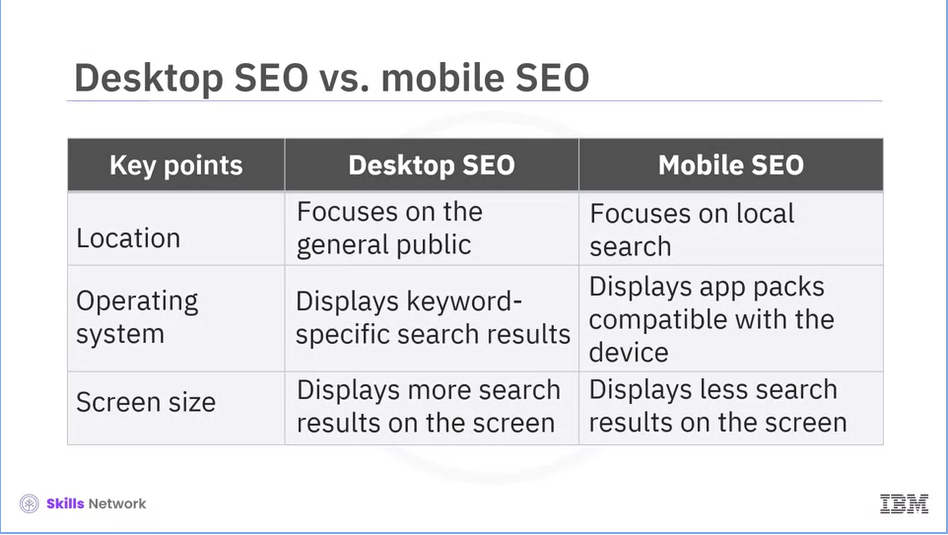 Desktop SEO vs. mobile SEO
Key points
Desktop SEO
Mobile SEO
Location
Focuses on the
general public
Focuses on local
search
Operating
system
Displays keyword-
specific search results
Displays app packs
compatible with the
device
Screen size
Displays more search
results on the screen
Displays less search
results on the screen
Skills Network
IBM